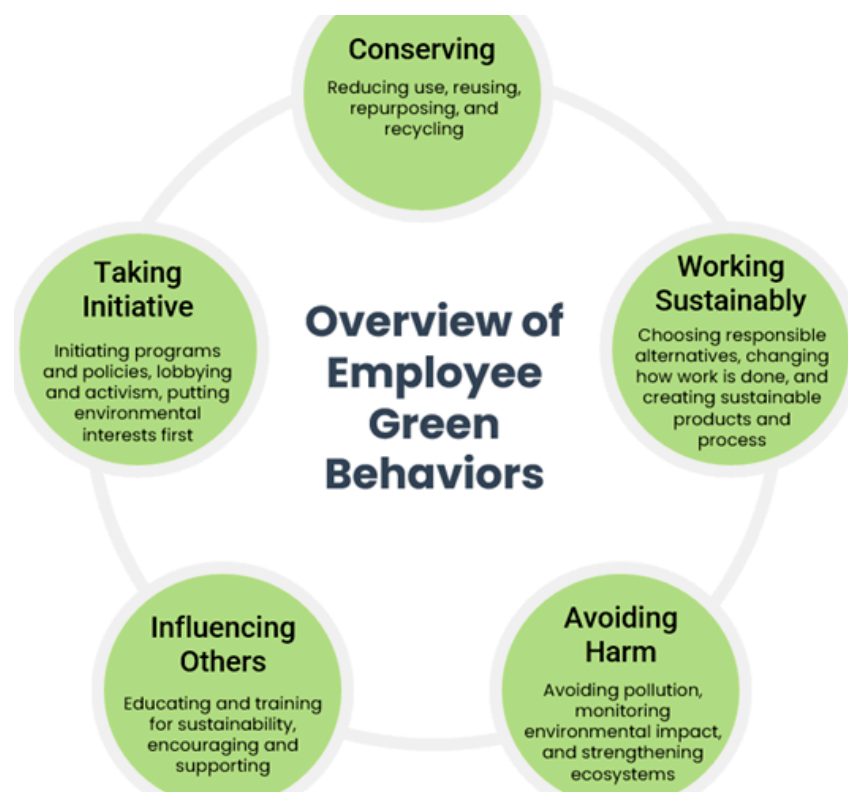 Conserving
Reducing use, reusing,
repurposing, and
recycling
Working
Sustainably
Choosing responsible
alternatives, changing
how work is done, and
creating sustainable
products and
process
Avoiding
Harm
Avoiding pollution,
monitoring
environmental impact,
and strengthening
ecosystems
Influencing
Others
Educating and training
for sustainability,
encouraging and
supporting
Taking
Initiative
Initiating programs
and policies, lobbying
and activism, putting
environmental
interests first
Overview of
Employee
Green
Behaviors